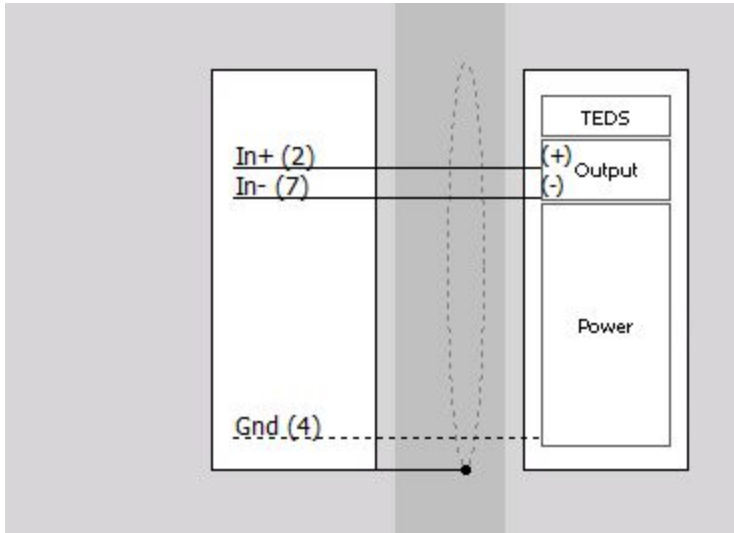 In+ (2)
In- (7)
Gnd (4)
TEDS
(+)
Output
(-)
Power